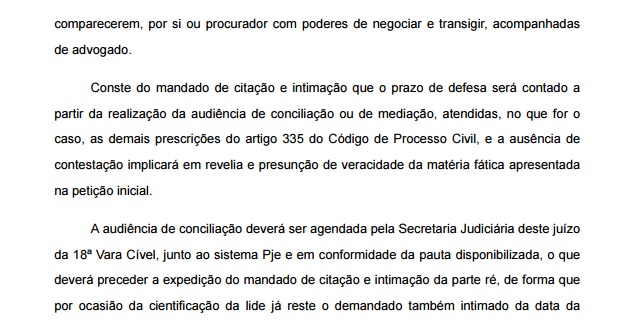 comparecerem, por si ou procurador com poderes de negociar e transigir, acompanhadas
de advogado.
Conste do mandado de citação e intimação que o prazo de defesa será contado a
partir da realização da audiência de conciliação ou de mediação, atendidas, no que for o
caso, as demais prescrições do artigo 335 do Código de Processo Civil, e a ausência de
contestação implicará em revelia e presunção de veracidade da matéria fática apresentada
na petição inicial.
A audiência de conciliação deverá ser agendada pela Secretaria Judiciária deste juízo
da 18ª Vara Cível, junto ao sistema Pje e em conformidade da pauta disponibilizada, o que
deverá preceder a expedição do mandado de citação e intimação da parte ré, de forma que
por ocasião da cientificação da lide já reste o demandado também intimado da data da